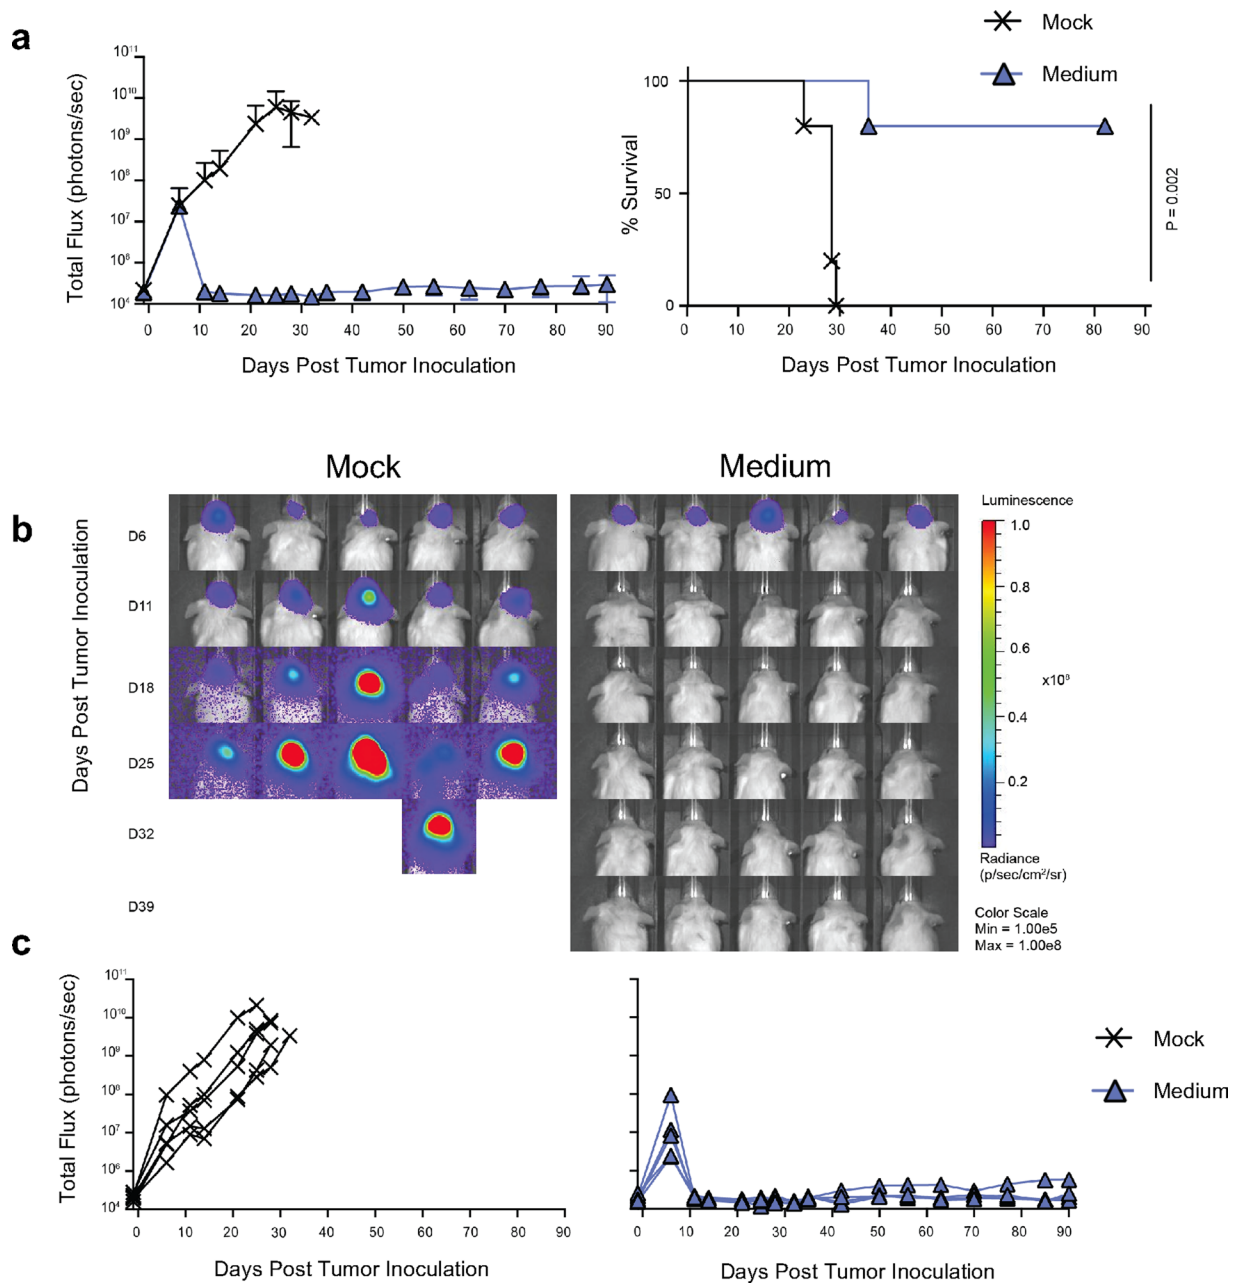 a
Mock
Medium
10¹¹
10¹⁰
10⁹
10⁸
10⁷
10⁶
10⁴
Total Flux (photons/sec)
0 10 20 30 40 50 60 70 80 90
Days Post Tumor Inoculation
100
50
0
% Survival
0 10 20 30 40 50 60 70 80 90
Days Post Tumor Inoculation
P = 0.002
b
Mock
Medium
Days Post Tumor Inoculation
D6
D11
D18
D25
D32
D39
Luminescence
1.0
0.8
0.6
x10⁸
0.4
0.2
Radiance
(p/sec/cm²/sr)
Color Scale
Min = 1.00e5
Max = 1.00e8
c
10¹¹
10¹⁰
10⁹
10⁸
10⁷
10⁶
10⁴
Total Flux (photons/sec)
0 10 20 30 40 50 60 70 80 90
Days Post Tumor Inoculation
0 10 20 30 40 50 60 70 80 90
Days Post Tumor Inoculation
Mock
Medium